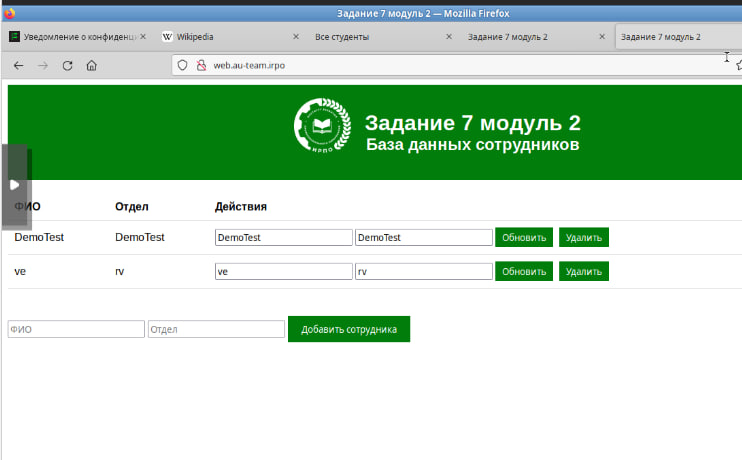 Задание 7 модуль 2 — Mozilla Firefox
Уведомление о конфиденц
Wikipedia
Все студенты
Задание 7 модуль 2
Задание 7 модуль 2
web.au-team.irpo
Задание 7 модуль 2
База данных сотрудников
ИРПО
ФИО Отдел Действия
DemoTest DemoTest DemoTest DemoTest Обновить Удалить
ve rv ve rv Обновить Удалить
ФИО Отдел Добавить сотрудника